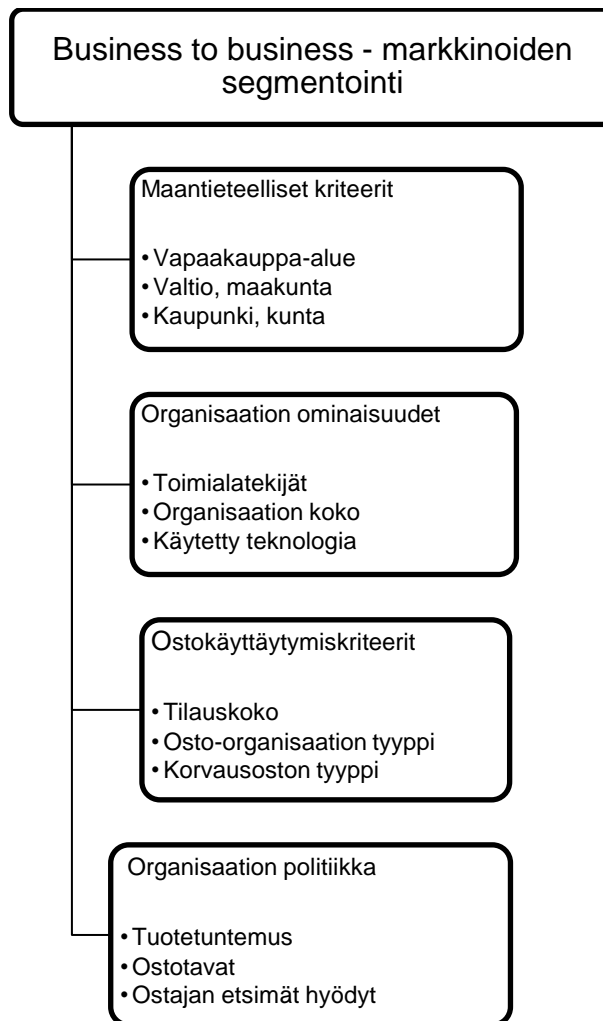 Business to business - markkinoiden
segmentointi
Maantieteelliset kriteerit
• Vapaakauppa-alue
• Valtio, maakunta
• Kaupunki, kunta
Organisaation ominaisuudet
• Toimialatekijät
• Organisaation koko
• Käytetty teknologia
Ostokäyttäytymiskriteerit
• Tilauskoko
• Osto-organisaation tyyppi
• Korvausoston tyyppi
Organisaation politiikka
• Tuotetuntemus
• Ostotavat
• Ostajan etsimät hyödyt